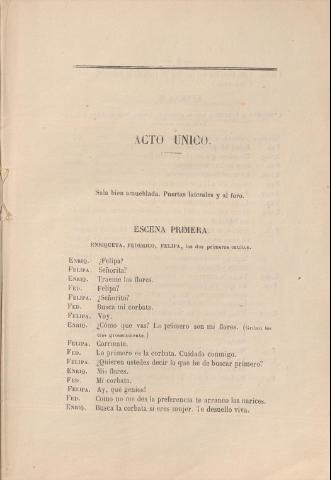 ACTO UNICO.
Sala bien amueblada. Puertas laterales y al foro.
ESCENA PRIMERA.
ENRIQUETA, FEDERICO, FELIPA, los dos primeros ocultos.
ENRIQ. ¿Felipa?
FELIPA. Señorita?
ENRIQ. Traeme las flores.
FED. Felipa?
FELIPA. ¿Señorito?
FED. Busca mi corbata.
FELIPA. Voy.
ENRIQ. ¿Cómo que vas? Lo primero son mis flores. (Gritan los
tres grotescamente.)
FELIPA. Corriente.
FED. Lo primero es la corbata. Cuidado conmigo.
FELIPA. ¿Quieren ustedes decir lo que he de buscar primero?
ENRIQ. Mis flores.
FED. Mi corbata.
FELIPA. Ay, qué genios!
FED. Como no me des la preferencia te arranco las narices.
ENRIQ. Busca la corbata si eres mujer. Te desuello viva.